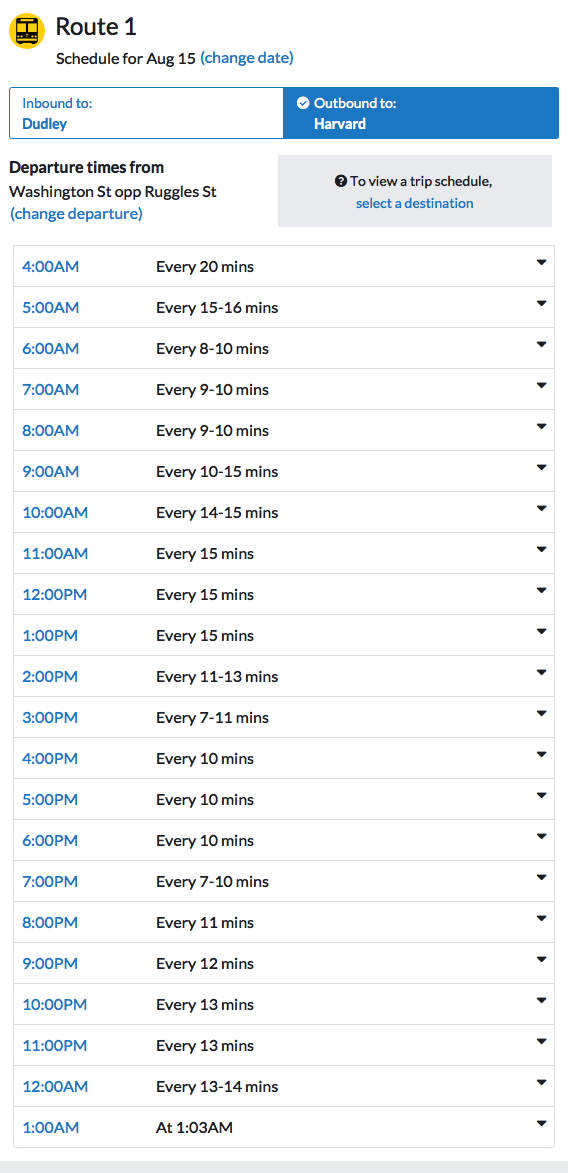 Route 1
Schedule for Aug 15 (change date)
Inbound to:
Dudley
Outbound to:
Harvard
Departure times from
Washington St opp Ruggles St
(change departure)
To view a trip schedule,
select a destination
4:00AM Every 20 mins
5:00AM Every 15-16 mins
6:00AM Every 8-10 mins
7:00AM Every 9-10 mins
8:00AM Every 9-10 mins
9:00AM Every 10-15 mins
10:00AM Every 14-15 mins
11:00AM Every 15 mins
12:00PM Every 15 mins
1:00PM Every 15 mins
2:00PM Every 11-13 mins
3:00PM Every 7-11 mins
4:00PM Every 10 mins
5:00PM Every 10 mins
6:00PM Every 10 mins
7:00PM Every 7-10 mins
8:00PM Every 11 mins
9:00PM Every 12 mins
10:00PM Every 13 mins
11:00PM Every 13 mins
12:00AM Every 13-14 mins
1:00AM At 1:03AM